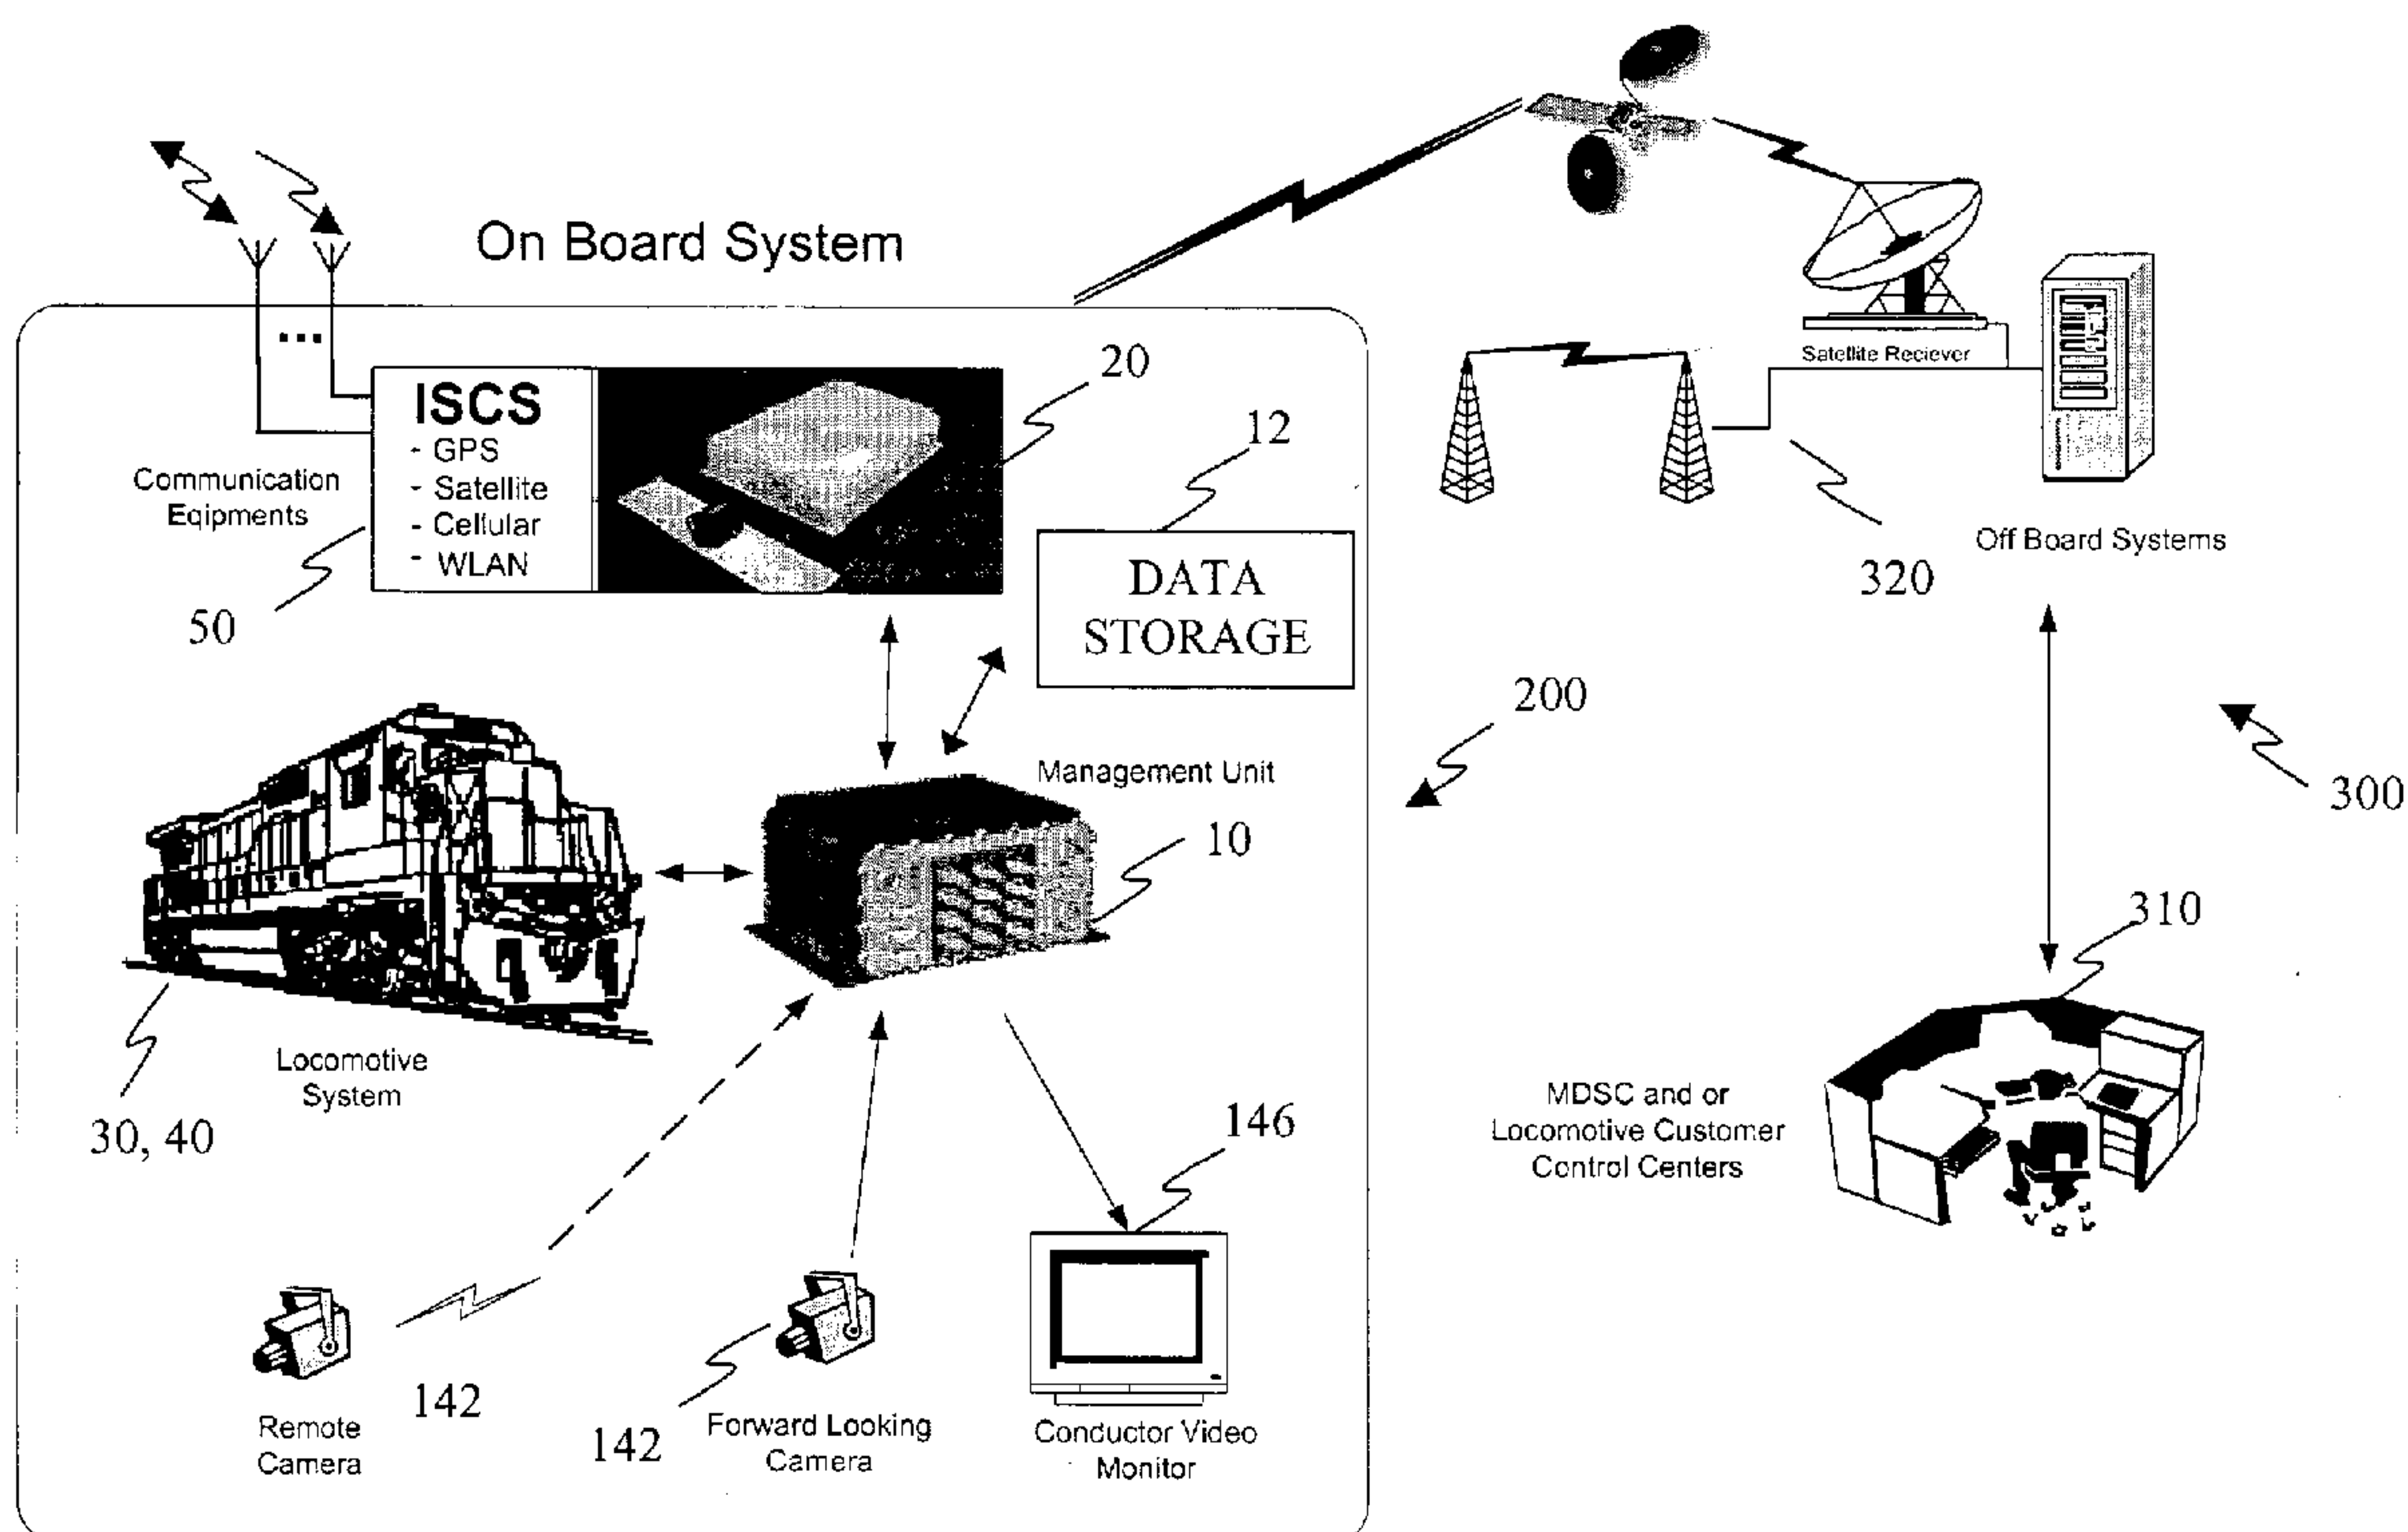 On Board System
ISCS
- GPS
- Satellite
- Cellular
- WLAN
Communication
Eqipments
50
20
12
DATA
STORAGE
Satellite Reciever
320
Off Board Systems
200
300
Management Unit
10
Locomotive
System
30, 40
310
MDSC and or
Locomotive Customer
Control Centers
146
142
Remote
Camera
142
Forward Looking
Camera
Conductor Video
Monitor